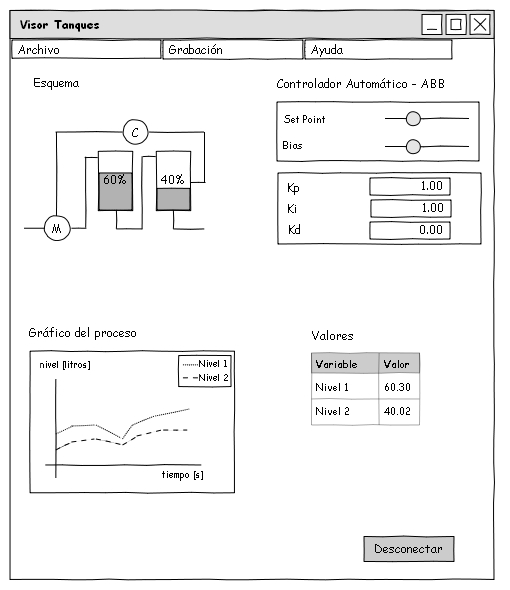 Visor Tanques
Archivo
Grabación
Ayuda
Esquema
C
60%
40%
M
Controlador Automático - ABB
Set Point
Bias
Kp 1.00
Ki 1.00
Kd 0.00
Gráfico del proceso
nivel [litros]
Nivel 1
Nivel 2
tiempo [s]
Valores
Variable Valor
Nivel 1 60.30
Nivel 2 40.02
Desconectar